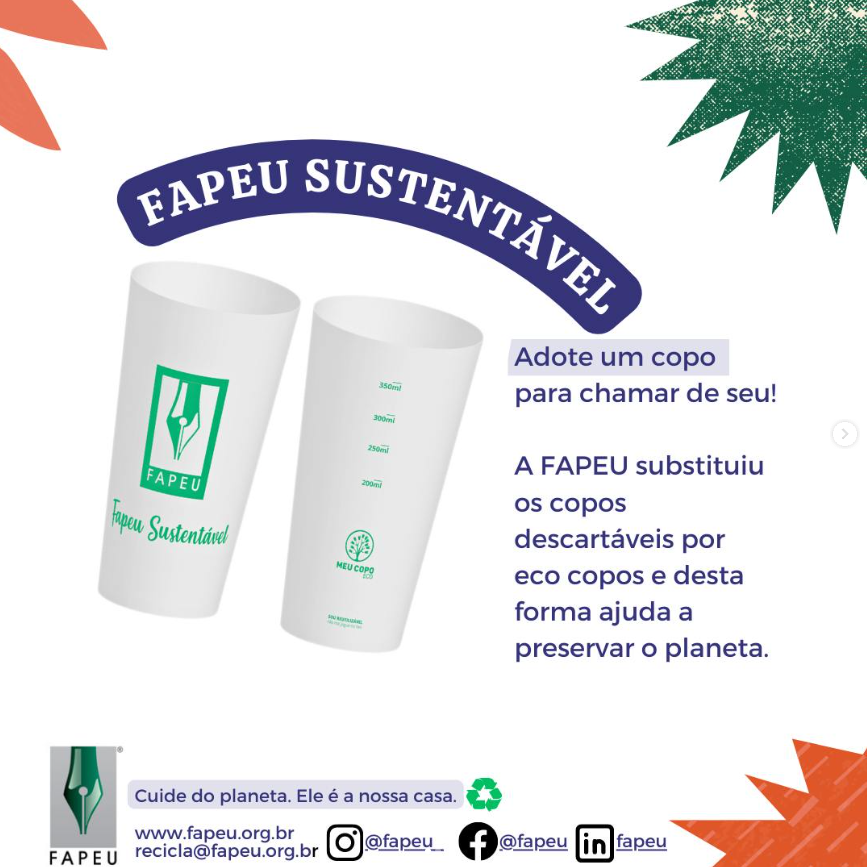 FAPEU SUSTENTÁVEL
Adote um copo
para chamar de seu!
A FAPEU substituiu
os copos
descartáveis por
eco copos e desta
forma ajuda a
preservar o planeta.
FAPEU
Fapeu Sustentável
350ml
300ml
250ml
200ml
MEU COPO
ECO
Cuide do planeta. Ele é a nossa casa.
www.fapeu.org.br
recicla@fapeu.org.br
@fapeu_
@fapeu
fapeu
FAPEU
®